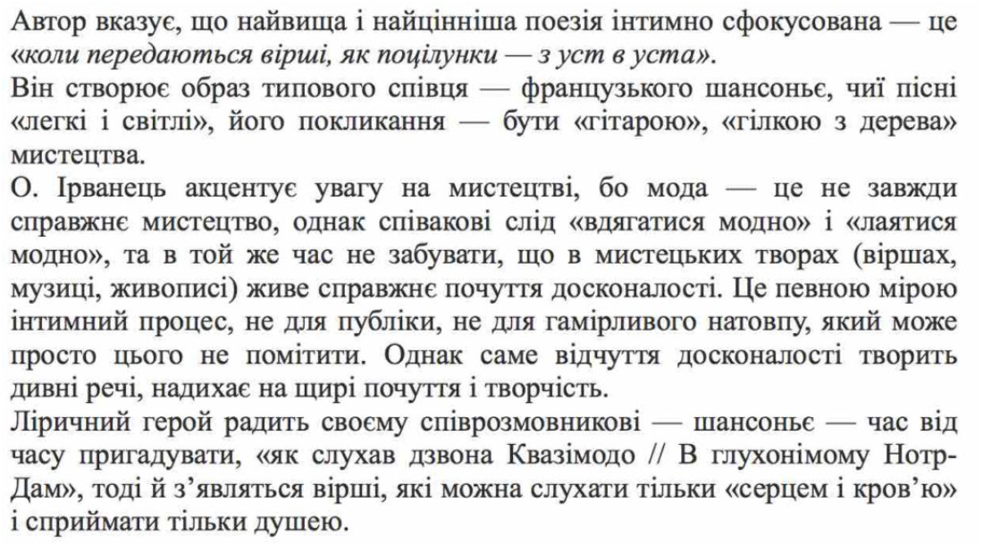 Автор вказує, що найвища і найцінніша поезія інтимно сфокусована — це
«коли передаються вірші, як поцілунки — з уст в уста».
Він створює образ типового співця — французького шансоньє, чиї пісні
«легкі і світлі», його покликання — бути «гітарою», «гілкою з дерева»
мистецтва.
О. Ірванець акцентує увагу на мистецтві, бо мода — це не завжди
справжнє мистецтво, однак співакові слід «вдягатися модно» і «лаятися
модно», та в той же час не забувати, що в мистецьких творах (віршах,
музиці, живописі) живе справжнє почуття досконалості. Це певною мірою
інтимний процес, не для публіки, не для гамірливого натовпу, який може
просто цього не помітити. Однак саме відчуття досконалості творить
дивні речі, надихає на щирі почуття і творчість.
Ліричний герой радить своєму співрозмовникові — шансоньє — час від
часу пригадувати, «як слухав дзвона Квазімодо // В глухонімому Нотр-
Дам», тоді й з’являться вірші, які можна слухати тільки «серцем і кров’ю»
і сприймати тільки душею.